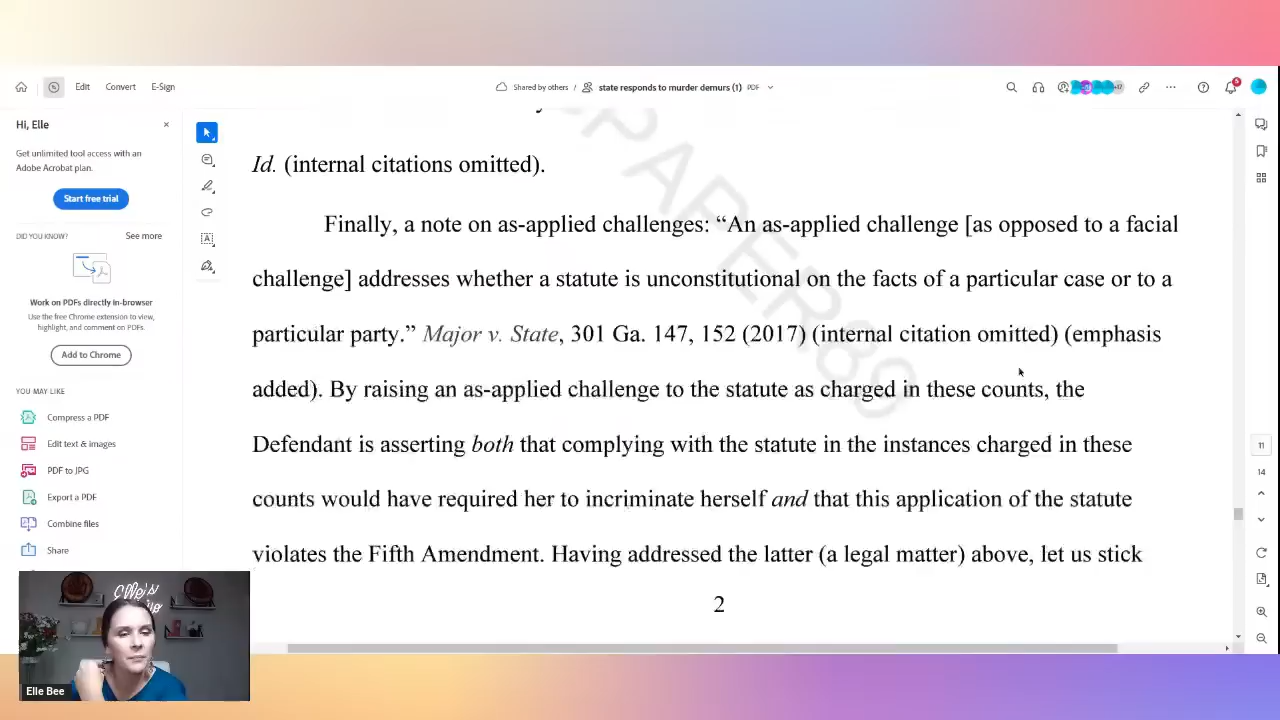 Edit Convert E-Sign
Shared by others / state responds to murder demurs (1) PDF
5
Hi, Elle
Get unlimited tool access with an
Adobe Acrobat plan.
Start free trial
DID YOU KNOW? See more
Work on PDFs directly in-browser
Use the free Chrome extension to view,
highlight, and comment on PDFs.
Add to Chrome
YOU MAY LIKE
Compress a PDF
Edit text & images
PDF to JPG
Export a PDF
Combine files
Share
Id. (internal citations omitted).
Finally, a note on as-applied challenges: “An as-applied challenge [as opposed to a facial
challenge] addresses whether a statute is unconstitutional on the facts of a particular case or to a
particular party.” Major v. State, 301 Ga. 147, 152 (2017) (internal citation omitted) (emphasis
added). By raising an as-applied challenge to the statute as charged in these counts, the
Defendant is asserting both that complying with the statute in the instances charged in these
counts would have required her to incriminate herself and that this application of the statute
violates the Fifth Amendment. Having addressed the latter (a legal matter) above, let us stick
2
11
14
Elle's
Elle Bee